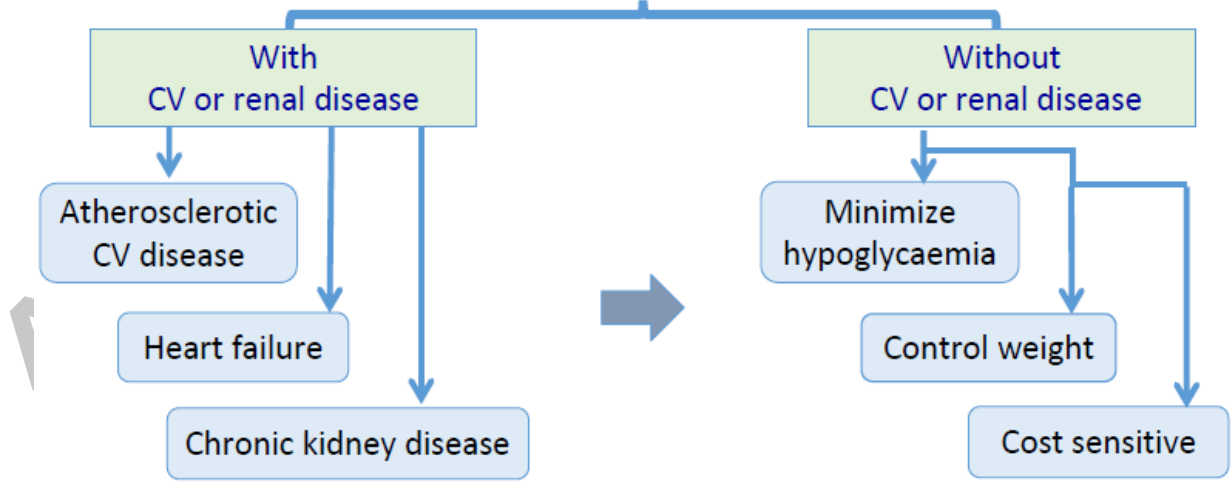 With
CV or renal disease
Atherosclerotic
CV disease
Heart failure
Chronic kidney disease
Without
CV or renal disease
Minimize
hypoglycaemia
Control weight
Cost sensitive